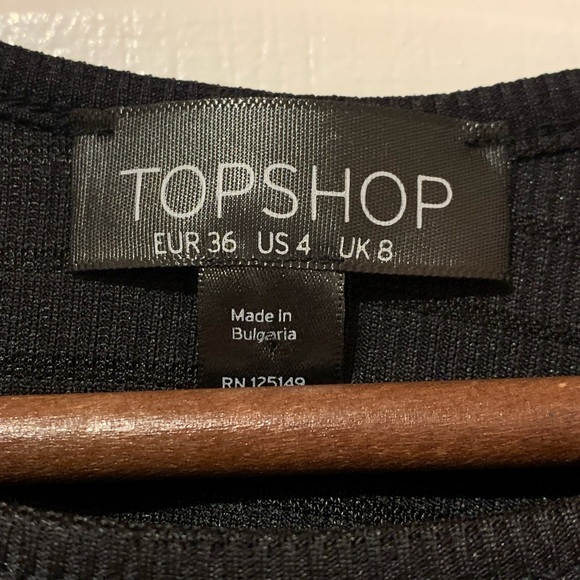 TOPSHOP
EUR 36 US 4 UK 8
Made in
Bulgaria
RN 125149